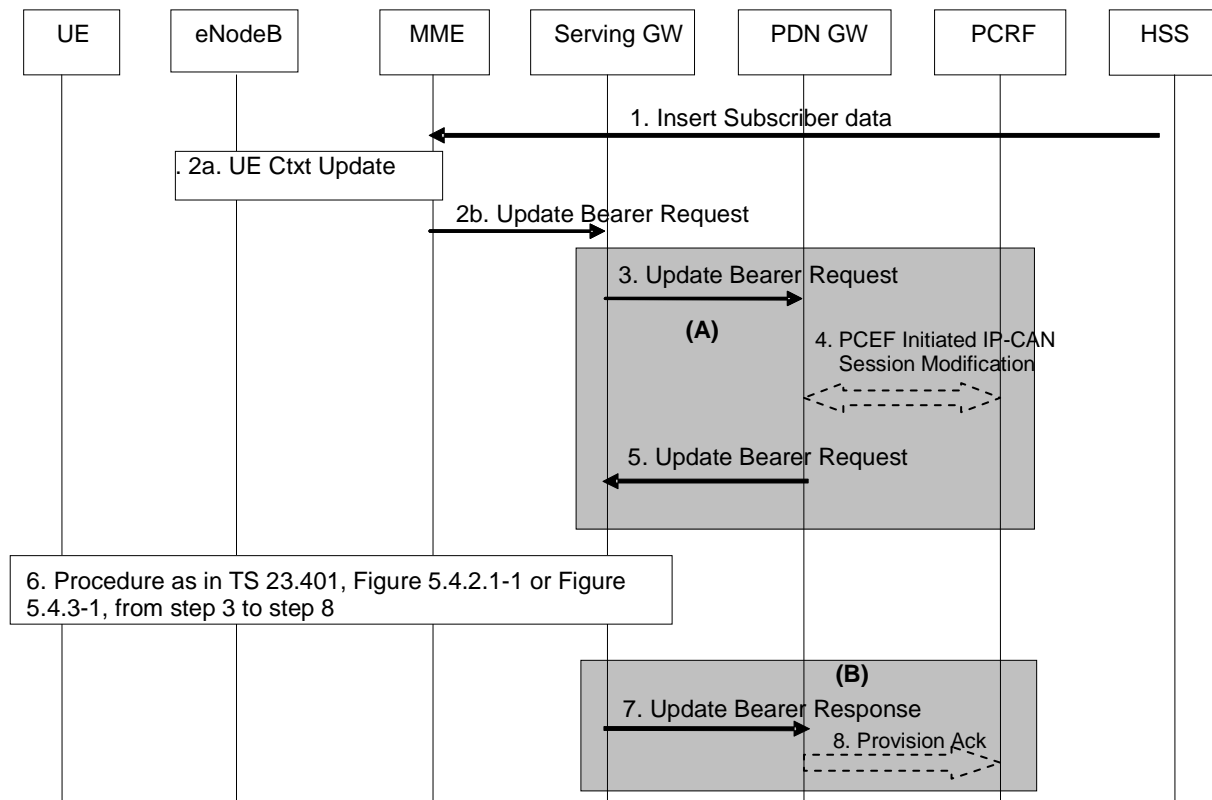 UE
eNodeB
MME
Serving GW
PDN GW
PCRF
HSS
1. Insert Subscriber data
. 2a. UE Ctxt Update
2b. Update Bearer Request
3. Update Bearer Request
(A)
4. PCEF Initiated IP-CAN
Session Modification
5. Update Bearer Request
6. Procedure as in TS 23.401, Figure 5.4.2.1-1 or Figure
5.4.3-1, from step 3 to step 8
(B)
7. Update Bearer Response
8. Provision Ack